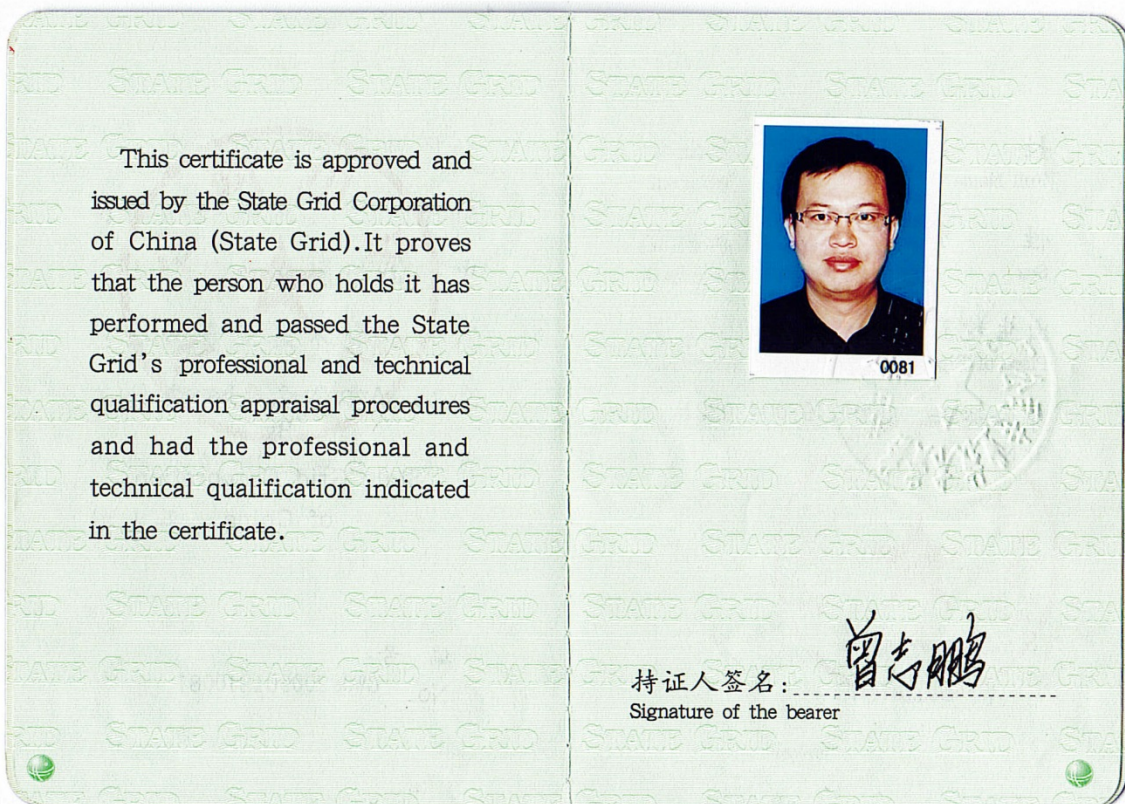 This certificate is approved and
issued by the State Grid Corporation
of China (State Grid).It proves
that the person who holds it has
performed and passed the State
Grid's professional and technical
qualification appraisal procedures
and had the professional and
technical qualification indicated
in the certificate.
0081
持证人签名:曾志鹏
Signature of the bearer